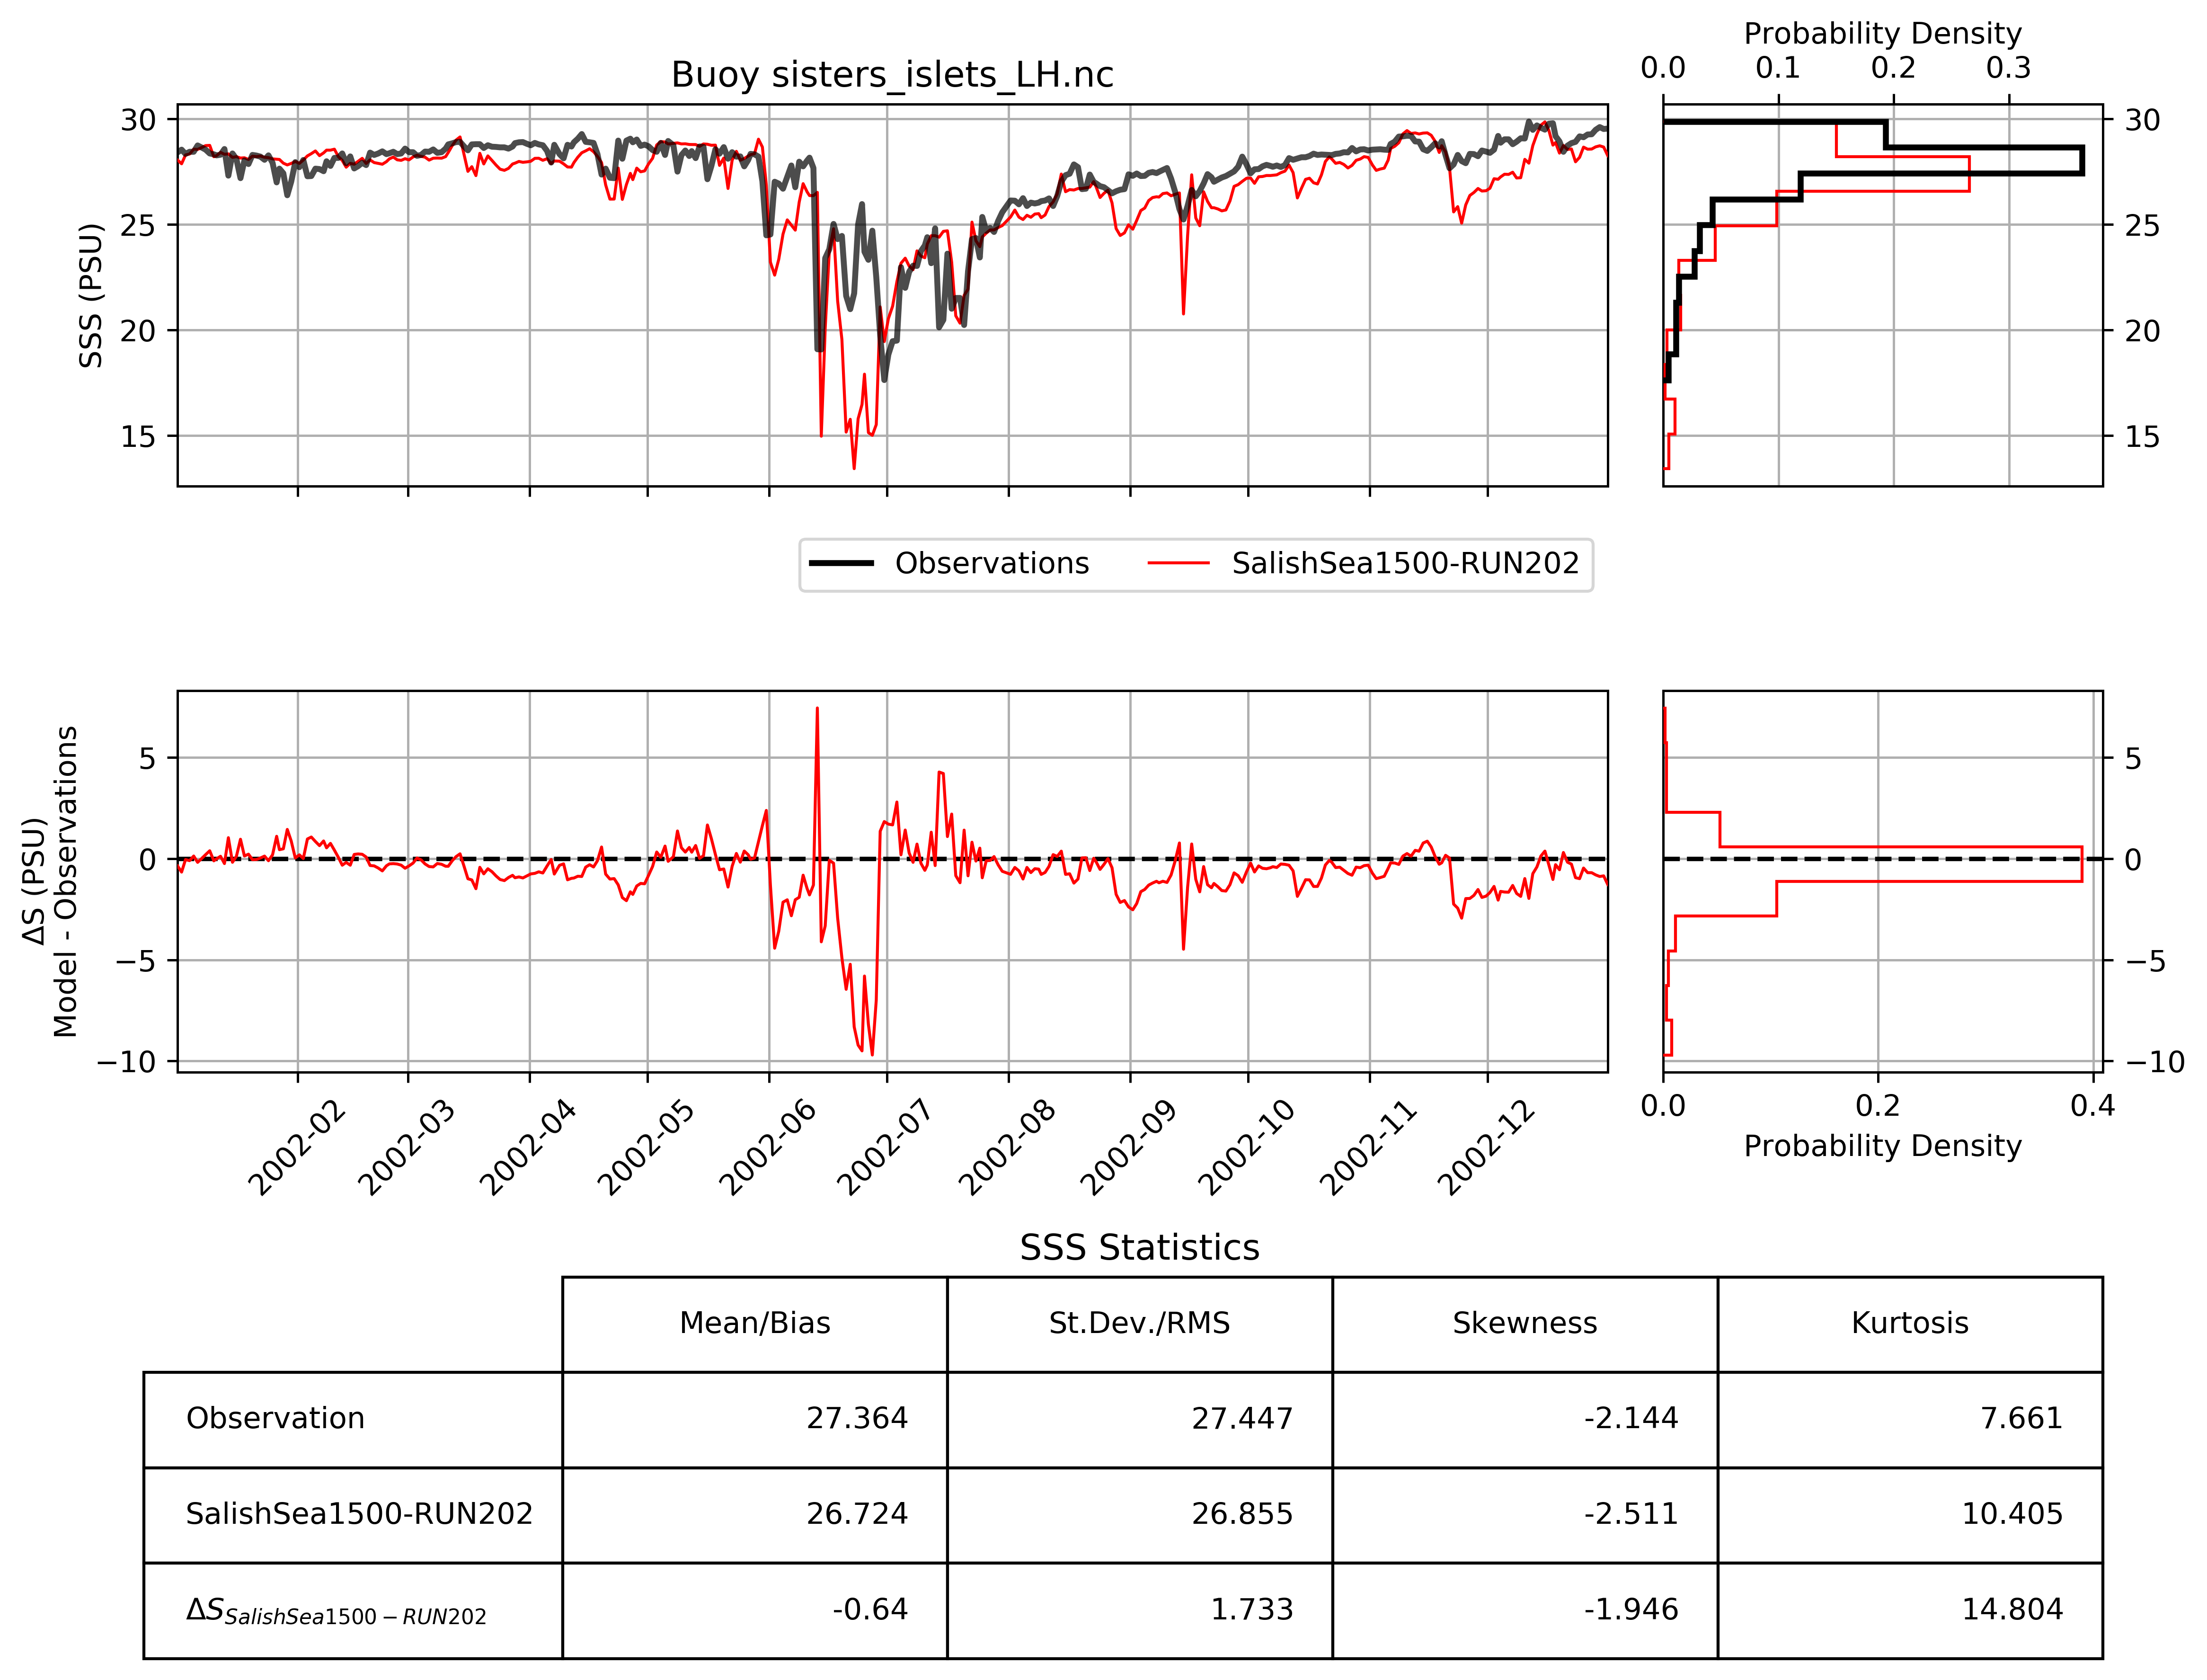 Probability Density
0.0 0.1 0.2 0.3
Buoy sisters_islets_LH.nc
30
25
20
15
SSS (PSU)
30
25
20
15
Observations SalishSea1500-RUN202
ΔS (PSU)
Model - Observations
5
0
−5
−10
5
0
−5
−10
2002-02 2002-03 2002-04 2002-05 2002-06 2002-07 2002-08 2002-09 2002-10 2002-11 2002-12
0.0 0.2 0.4
Probability Density
SSS Statistics
Mean/Bias St.Dev./RMS Skewness Kurtosis
Observation 27.364 27.447 -2.144 7.661
SalishSea1500-RUN202 26.724 26.855 -2.511 10.405
ΔS SalishSea1500−RUN202 -0.64 1.733 -1.946 14.804